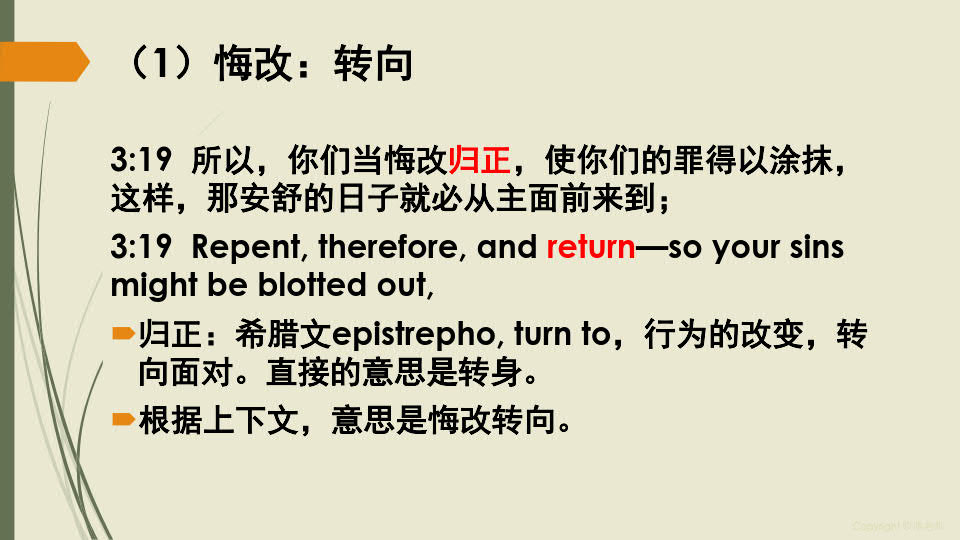 （1）悔改：转向
3:19 所以，你们当悔改归正，使你们的罪得以涂抹，
这样，那安舒的日子就必从主面前来到；
3:19 Repent, therefore, and return—so your sins
might be blotted out,
归正：希腊文epistrepho, turn to，行为的改变，转
向面对。直接的意思是转身。
根据上下文，意思是悔改转向。
Copyright